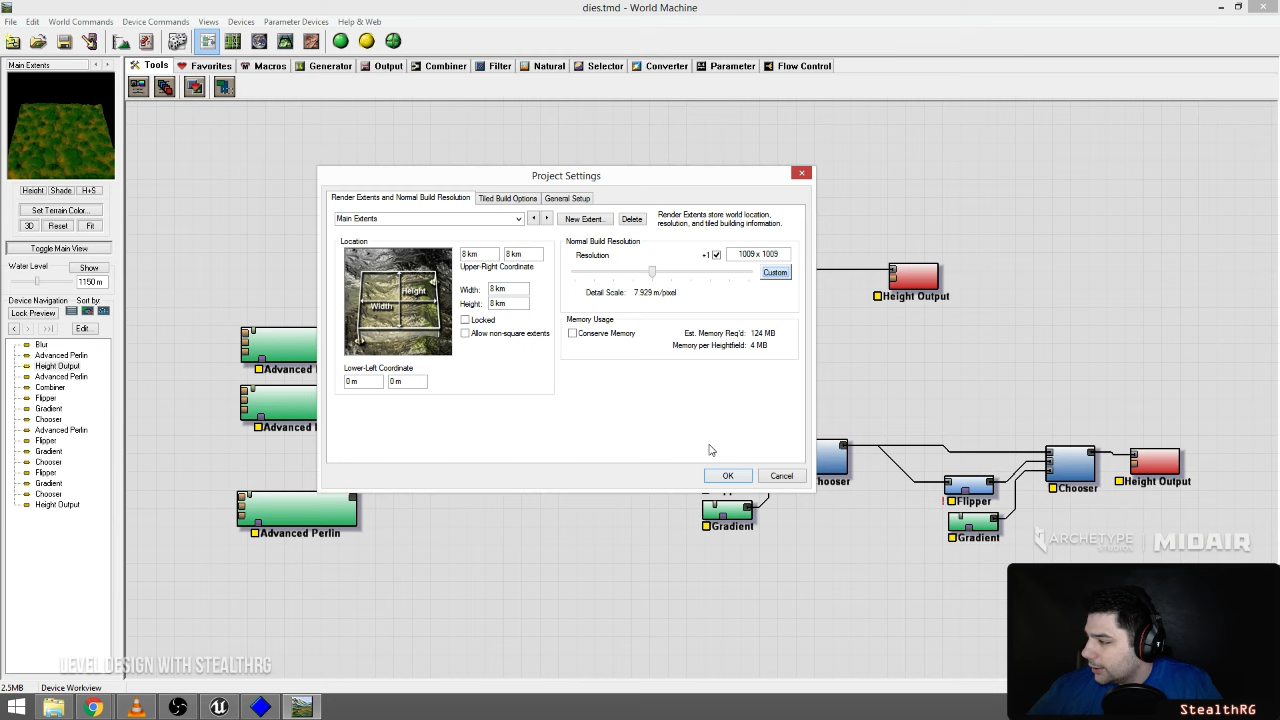 dies.tmd - World Machine
File Edit World Commands Device Commands Views Devices Parameter Devices Help & Web
Main Extents
Tools Favorites Macros Generator Output Combiner Filter Natural Selector Converter Parameter Flow Control
Height Shade H+S
Set Terrain Color...
3D Reset Fit
Toggle Main View
Water Level Show
1150 m
Device Navigation Sort by:
Lock Preview
Edit...
Blur
Advanced Perlin
Height Output
Advanced Perlin
Combiner
Flipper
Gradient
Chooser
Advanced Perlin
Flipper
Gradient
Chooser
Flipper
Gradient
Chooser
Height Output
Project Settings
Render Extents and Normal Build Resolution Tiled Build Options General Setup
Main Extents
New Extent... Delete
Render Extents store world location, resolution, and tiled building information.
Location
Height
Width
8 km 8 km
Upper-Right Coordinate
Width: 8 km
Height: 8 km
Locked
Allow non-square extents
Lower-Left Coordinate
0 m 0 m
Normal Build Resolution
Resolution +1 1009 x 1009
Custom
Detail Scale: 7.929 m/pixel
Memory Usage
Conserve Memory Est. Memory Req'd: 124 MB
Memory per Heightfield: 4 MB
OK Cancel
Height Output
Advanced
Advanced
Advanced Perlin
Chooser
Gradient
Flipper
Gradient
Chooser
Height Output
ARCHETYPE STUDIOS | MIDAIR
LEVEL DESIGN WITH STEALTHRG
2.5MB Device Workview
StealthRG